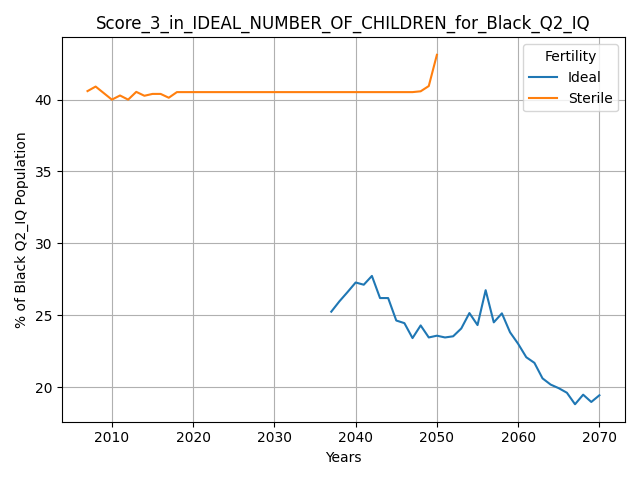 Score_3_in_IDEAL_NUMBER_OF_CHILDREN_for_Black_Q2_IQ
Fertility
Ideal
Sterile
% of Black Q2_IQ Population
40
35
30
25
20
2010 2020 2030 2040 2050 2060 2070
Years